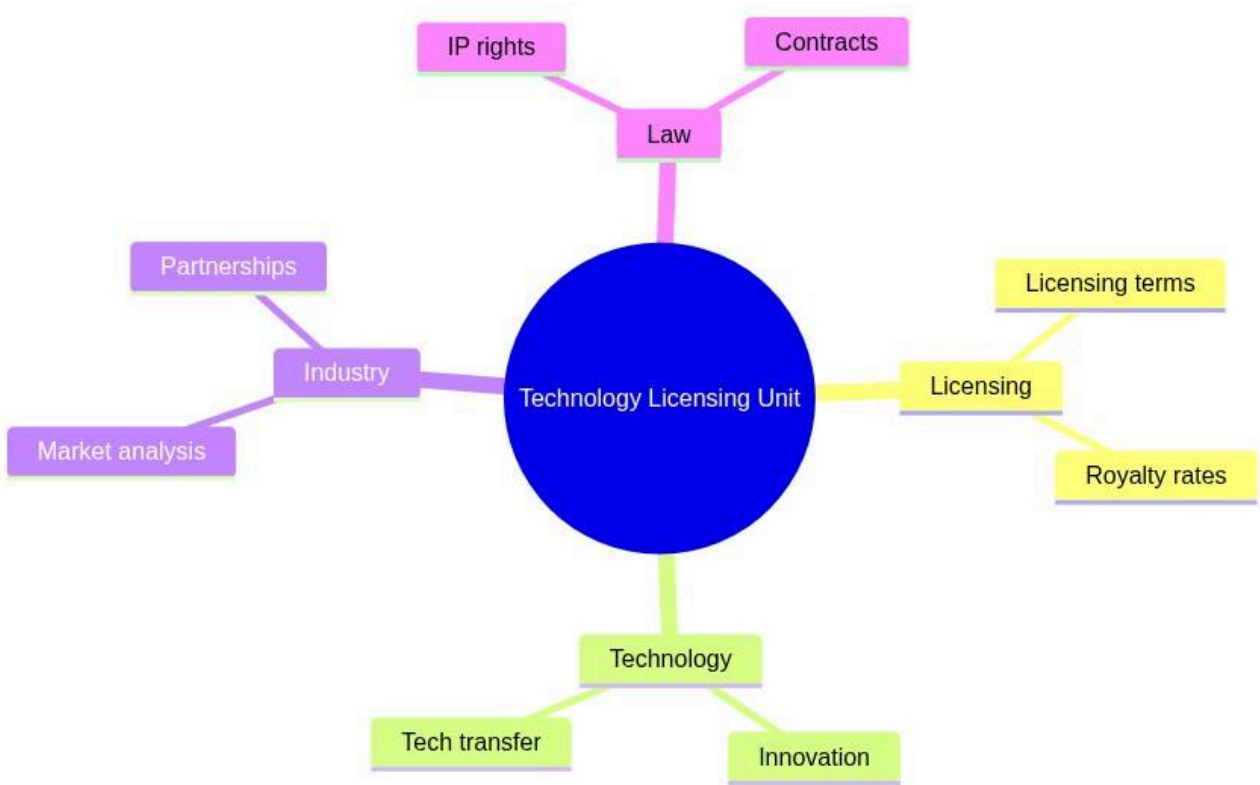 IP rights
Contracts
Law
Partnerships
Licensing terms
Industry
Licensing
Technology Licensing Unit
Market analysis
Royalty rates
Technology
Tech transfer
Innovation